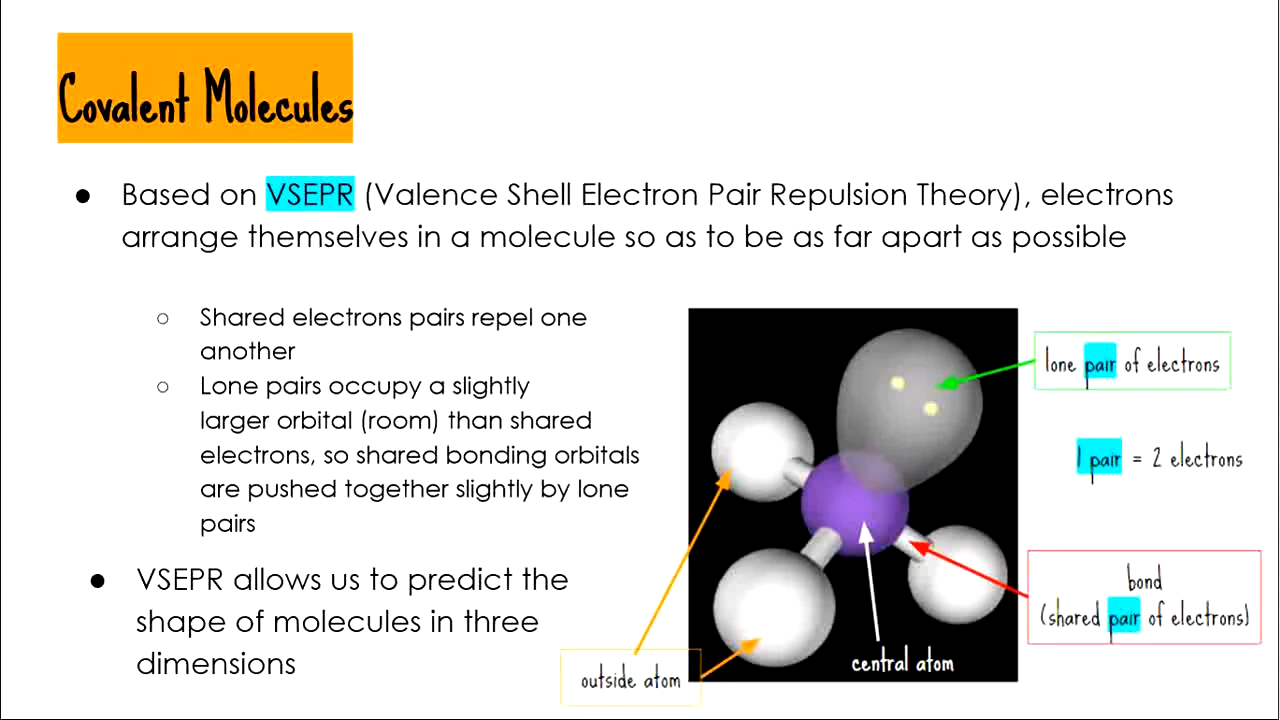 Covalent Molecules
● Based on VSEPR (Valence Shell Electron Pair Repulsion Theory), electrons
arrange themselves in a molecule so as to be as far apart as possible
○ Shared electrons pairs repel one
another
○ Lone pairs occupy a slightly
larger orbital (room) than shared
electrons, so shared bonding orbitals
are pushed together slightly by lone
pairs
● VSEPR allows us to predict the
shape of molecules in three
dimensions
lone pair of electrons
1 pair = 2 electrons
bond
(shared pair of electrons)
central atom
outside atom